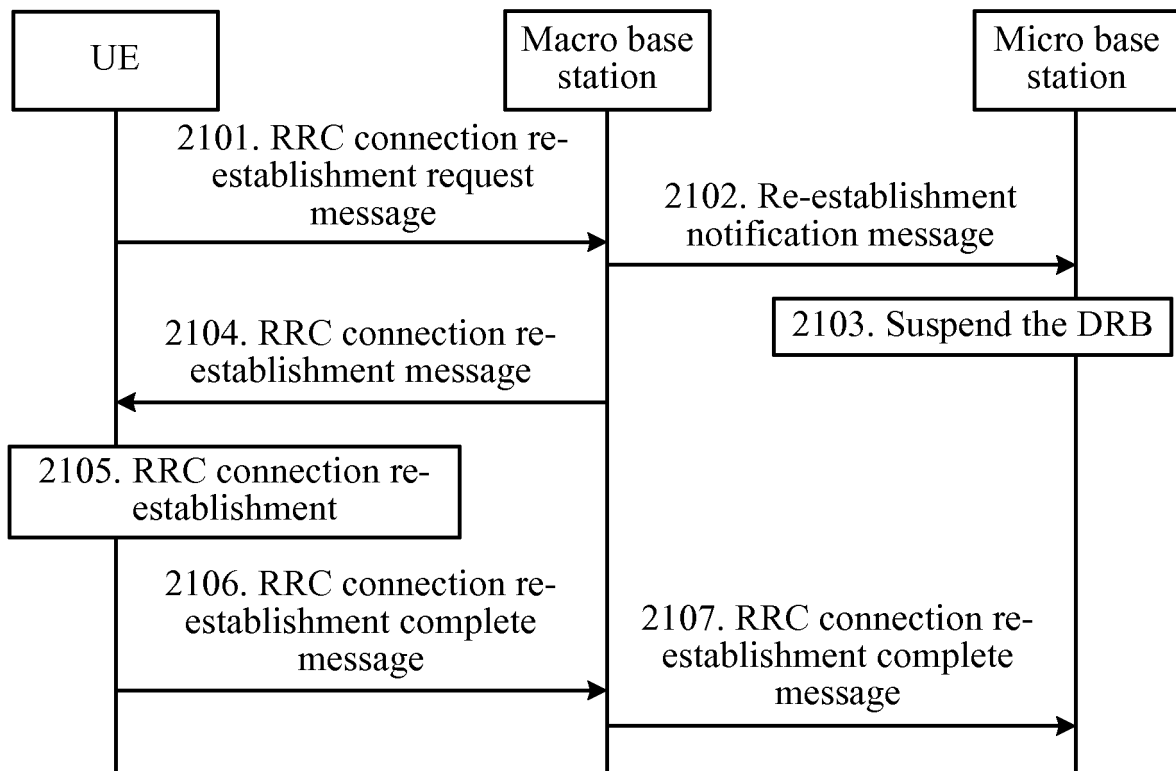 UE
Macro base
station
Micro base
station
2101. RRC connection re-
establishment request
message
2102. Re-establishment
notification message
2103. Suspend the DRB
2104. RRC connection re-
establishment message
2105. RRC connection re-
establishment
2106. RRC connection re-
establishment complete
message
2107. RRC connection re-
establishment complete
message